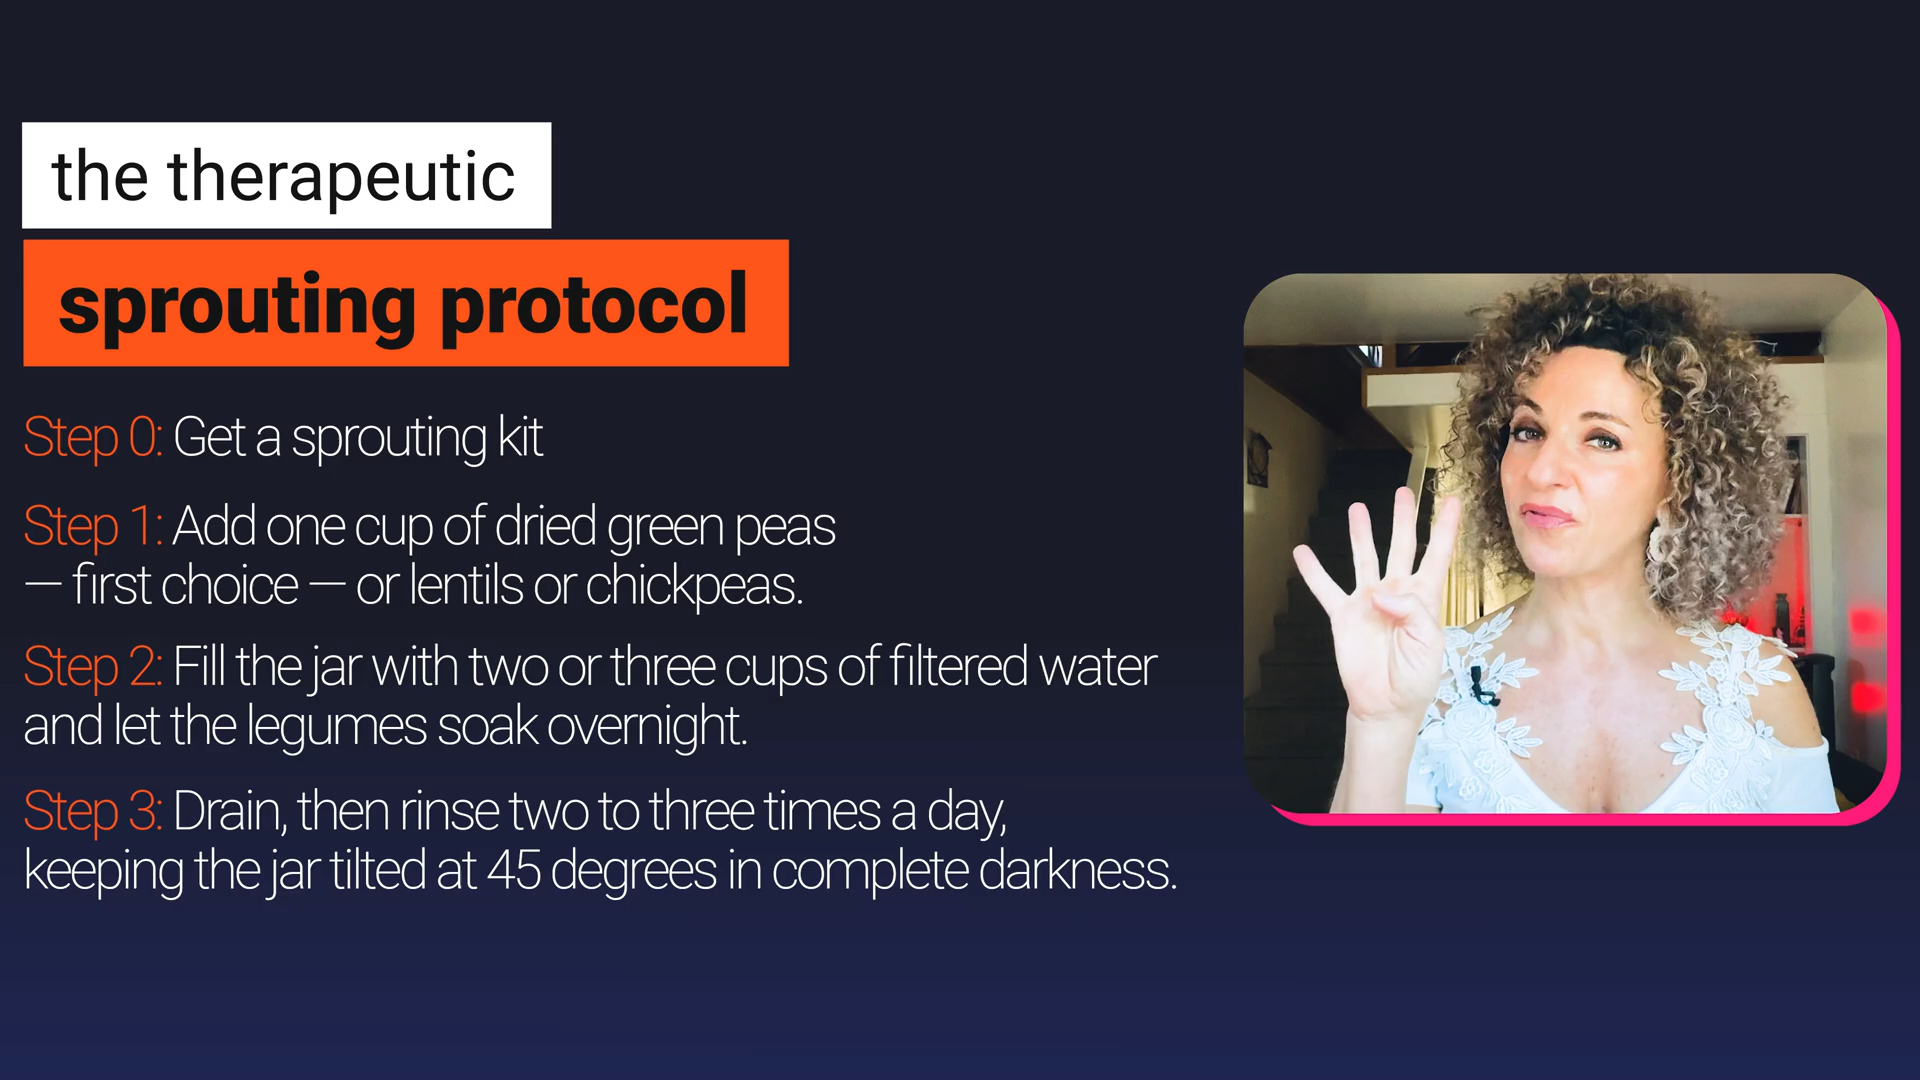 the therapeutic
sprouting protocol
Step 0: Get a sprouting kit
Step 1: Add one cup of dried green peas
— first choice — or lentils or chickpeas.
Step 2: Fill the jar with two or three cups of filtered water
and let the legumes soak overnight.
Step 3: Drain, then rinse two to three times a day,
keeping the jar tilted at 45 degrees in complete darkness.